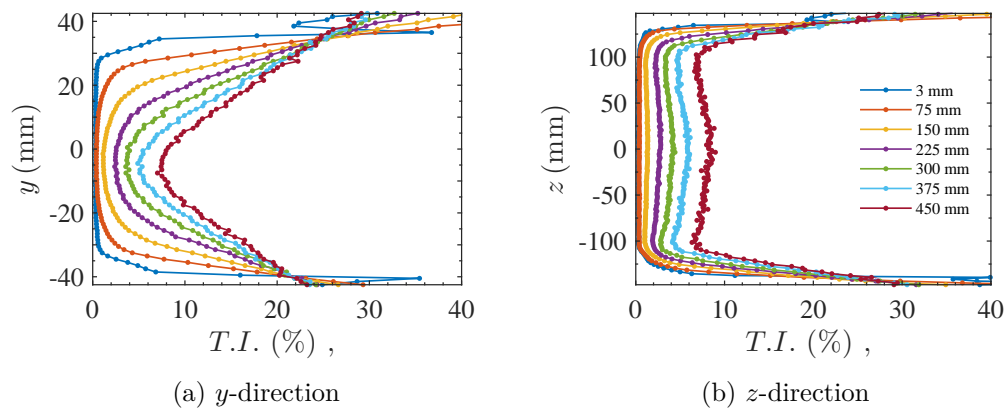 40
20
0
-20
-40
y (mm)
0
10
20
30
40
T.I. (%) ,
(a) y-direction
100
50
0
-50
-100
z (mm)
3 mm
75 mm
150 mm
225 mm
300 mm
375 mm
450 mm
0
10
20
30
40
T.I. (%) ,
(b) z-direction